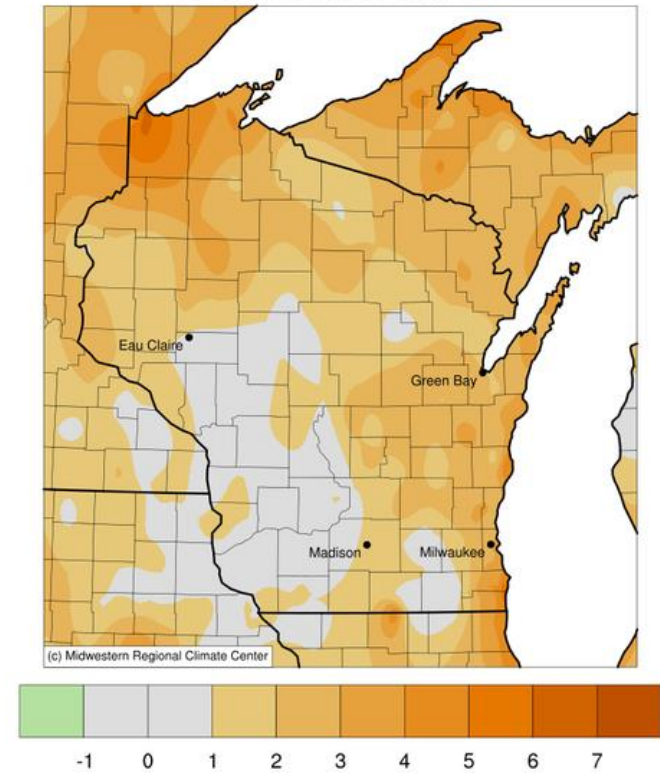 Eau Claire
Green Bay
Madison
Milwaukee
(c) Midwestern Regional Climate Center
-1 0 1 2 3 4 5 6 7